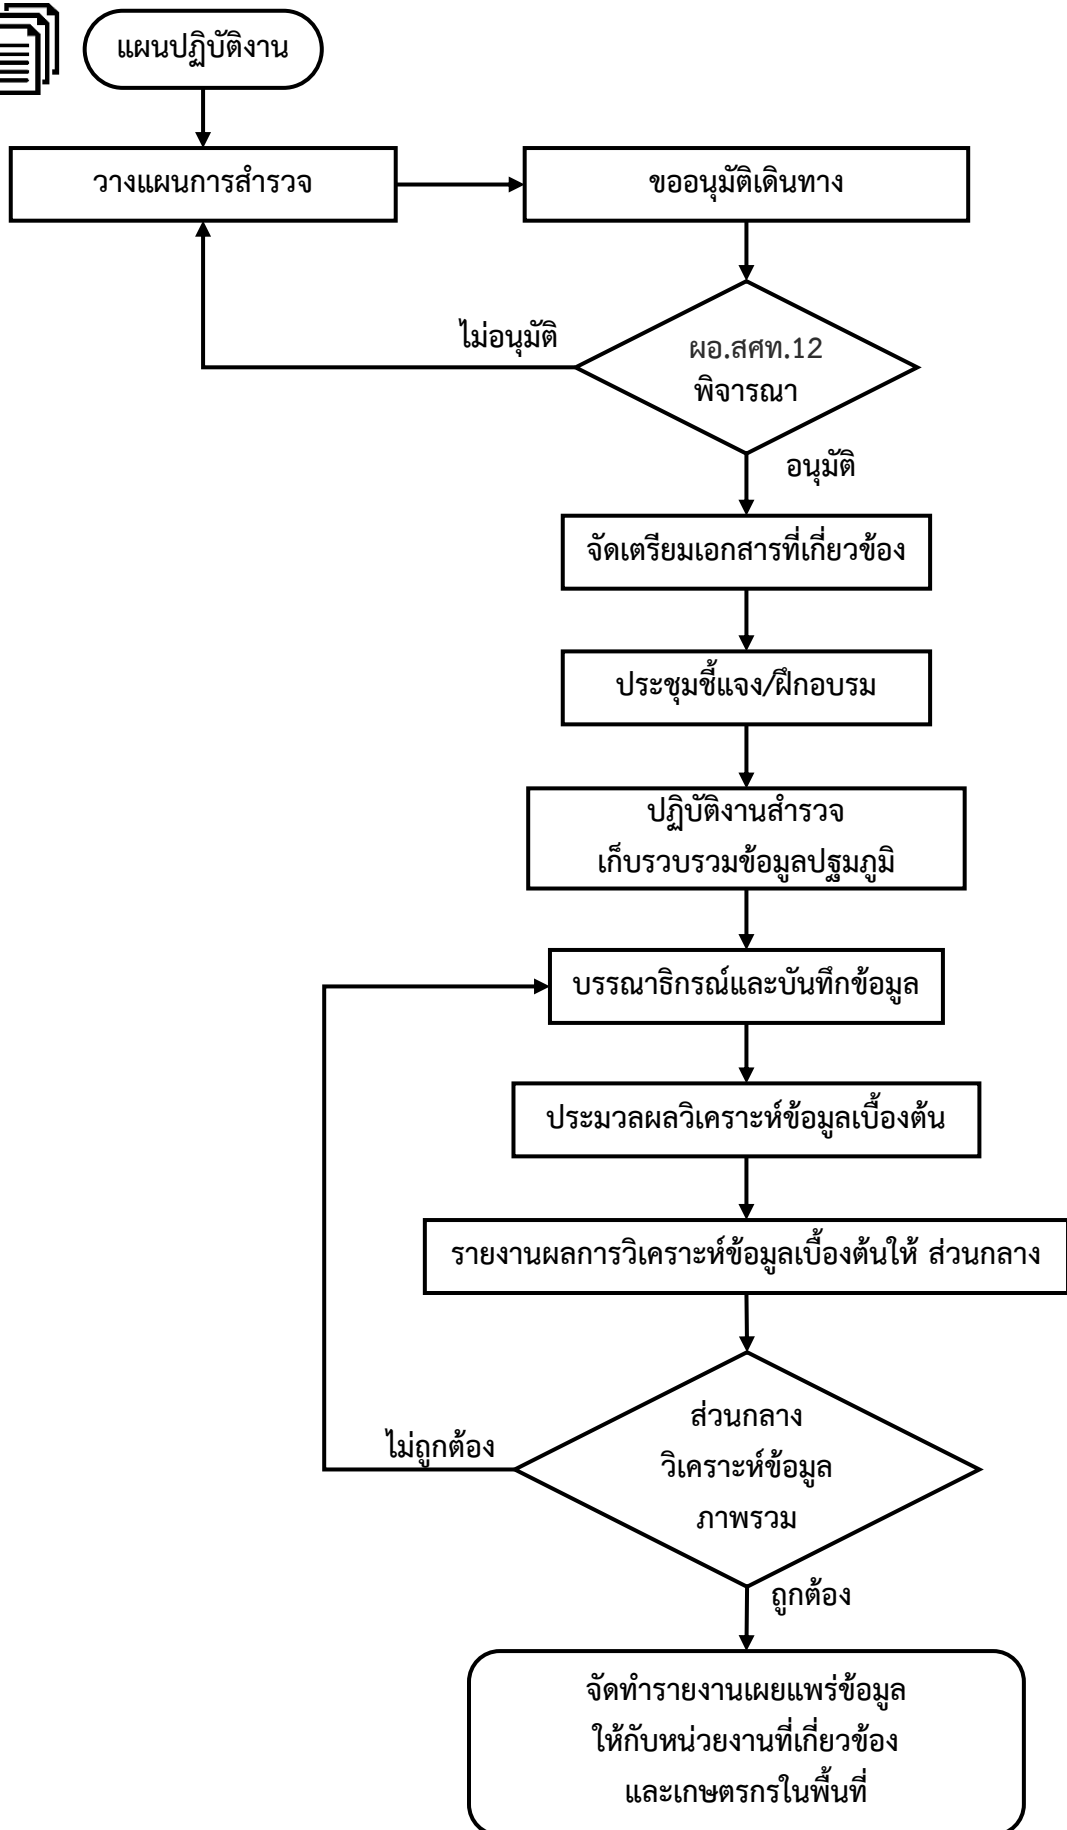 แผนปฏิบัติงาน
วางแผนการสำรวจ
ขออนุมัติเดินทาง
ไม่อนุมัติ
ผอ.สศท.12
พิจารณา
อนุมัติ
จัดเตรียมเอกสารที่เกี่ยวข้อง
ประชุมชี้แจง/ฝึกอบรม
ปฏิบัติงานสำรวจ
เก็บรวบรวมข้อมูลปฐมภูมิ
บรรณาธิกรณ์และบันทึกข้อมูล
ประมวลผลวิเคราะห์ข้อมูลเบื้องต้น
รายงานผลการวิเคราะห์ข้อมูลเบื้องต้นให้ ส่วนกลาง
ส่วนกลาง
ไม่ถูกต้อง
วิเคราะห์ข้อมูล
ภาพรวม
ถูกต้อง
จัดทำรายงานเผยแพร่ข้อมูล
ให้กับหน่วยงานที่เกี่ยวข้อง
และเกษตรกรในพื้นที่